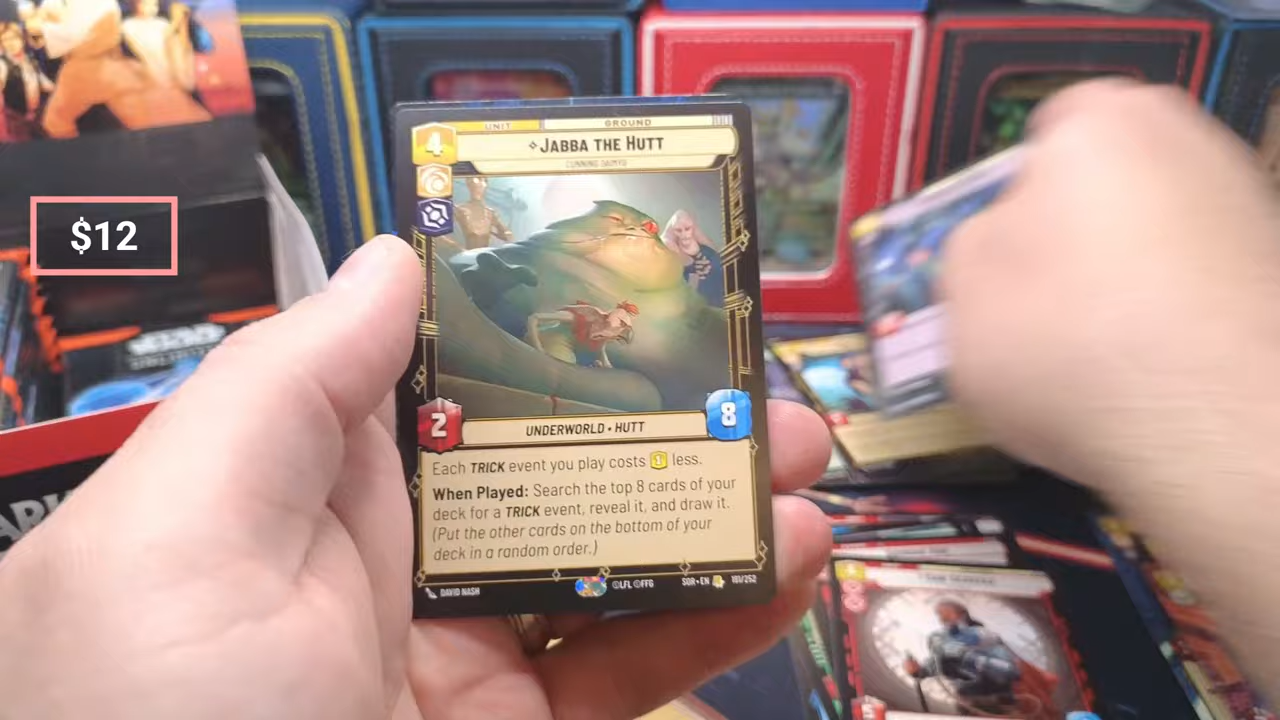 $12
UNIT
GROUND
4
JABBA THE HUTT
CUNNING DAIMYO
2
8
UNDERWORLD • HUTT
Each TRICK event you play costs 1 less.
When Played: Search the top 8 cards of your
deck for a TRICK event, reveal it, and draw it.
(Put the other cards on the bottom of your
deck in a random order.)
DAVID NASH
©LFL ©FFG
SOR • EN
181/252